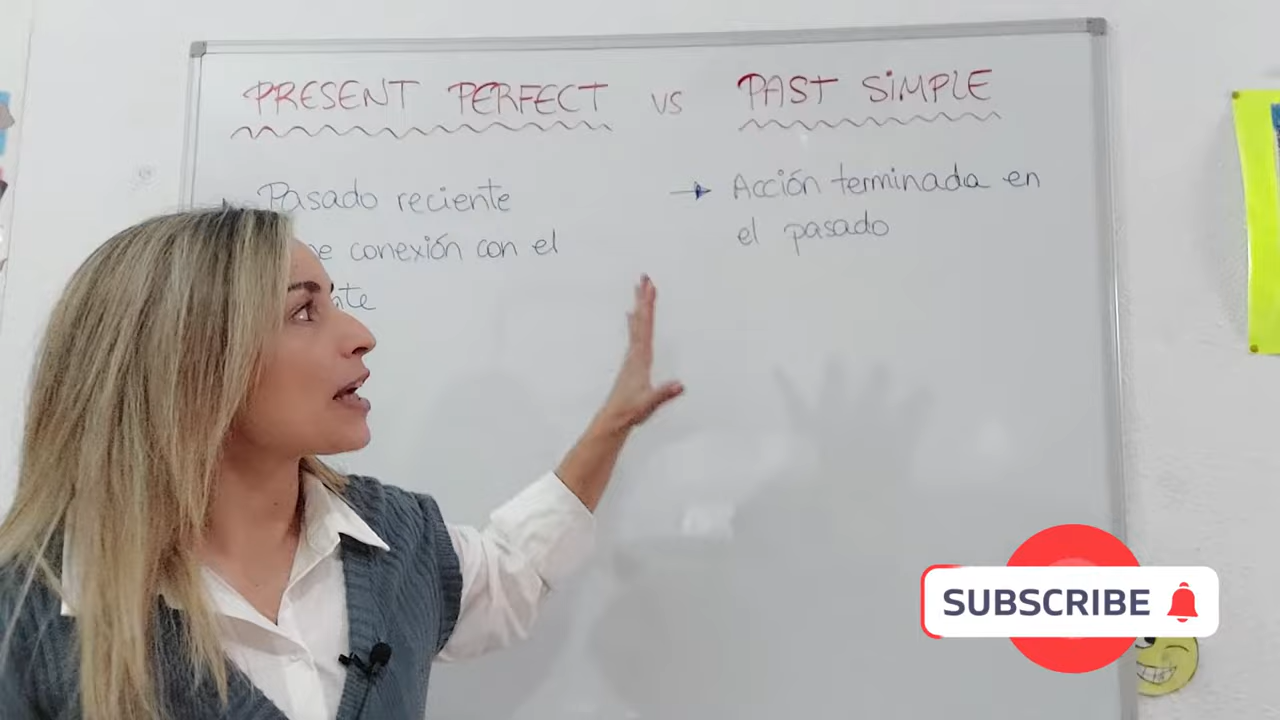 PRESENT PERFECT vs PAST SIMPLE
Pasado reciente
conexión con el
Acción terminada en
el pasado
SUBSCRIBE